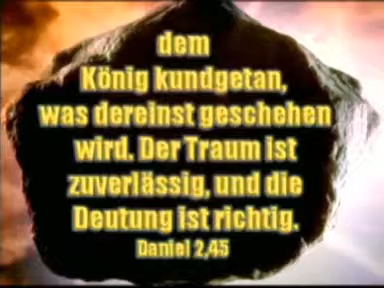 dem
König kundgetan,
was dereinst geschehen
wird. Der Traum ist
zuverlässig, und die
Deutung ist richtig.
Daniel 2,45